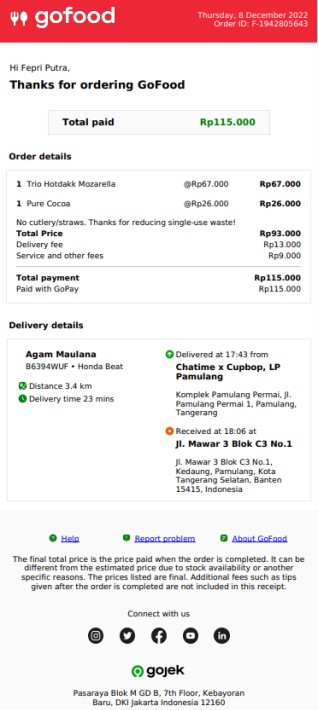 gofood
Thursday, 8 December 2022
Order ID: F-1942805643
Hi Fepri Putra,
Thanks for ordering GoFood
Total paid Rp115.000
Order details
1 Trio Hotdakk Mozarella @Rp67.000 Rp67.000
1 Pure Cocoa @Rp26.000 Rp26.000
No cutlery/straws. Thanks for reducing single-use waste!
Total Price Rp93.000
Delivery fee Rp13.000
Service and other fees Rp9.000
Total payment Rp115.000
Paid with GoPay Rp115.000
Delivery details
Agam Maulana
B6394WUF • Honda Beat
Distance 3.4 km
Delivery time 23 mins
Delivered at 17:43 from
Chatime x Cupbop, LP
Pamulang
Komplek Pamulang Permai, Jl.
Pamulang Permai 1, Pamulang,
Tangerang
Received at 18:06 at
Jl. Mawar 3 Blok C3 No.1
Jl. Mawar 3 Blok C3 No.1,
Kedaung, Pamulang, Kota
Tangerang Selatan, Banten
15415, Indonesia
Help Report problem About GoFood
The final total price is the price paid when the order is completed. It can be
different from the estimated price due to stock availability or another
specific reasons. The prices listed are final. Additional fees such as tips
given after the order is completed are not included in this receipt.
Connect with us
gojek
Pasaraya Blok M GD B, 7th Floor, Kebayoran
Baru, DKI Jakarta Indonesia 12160